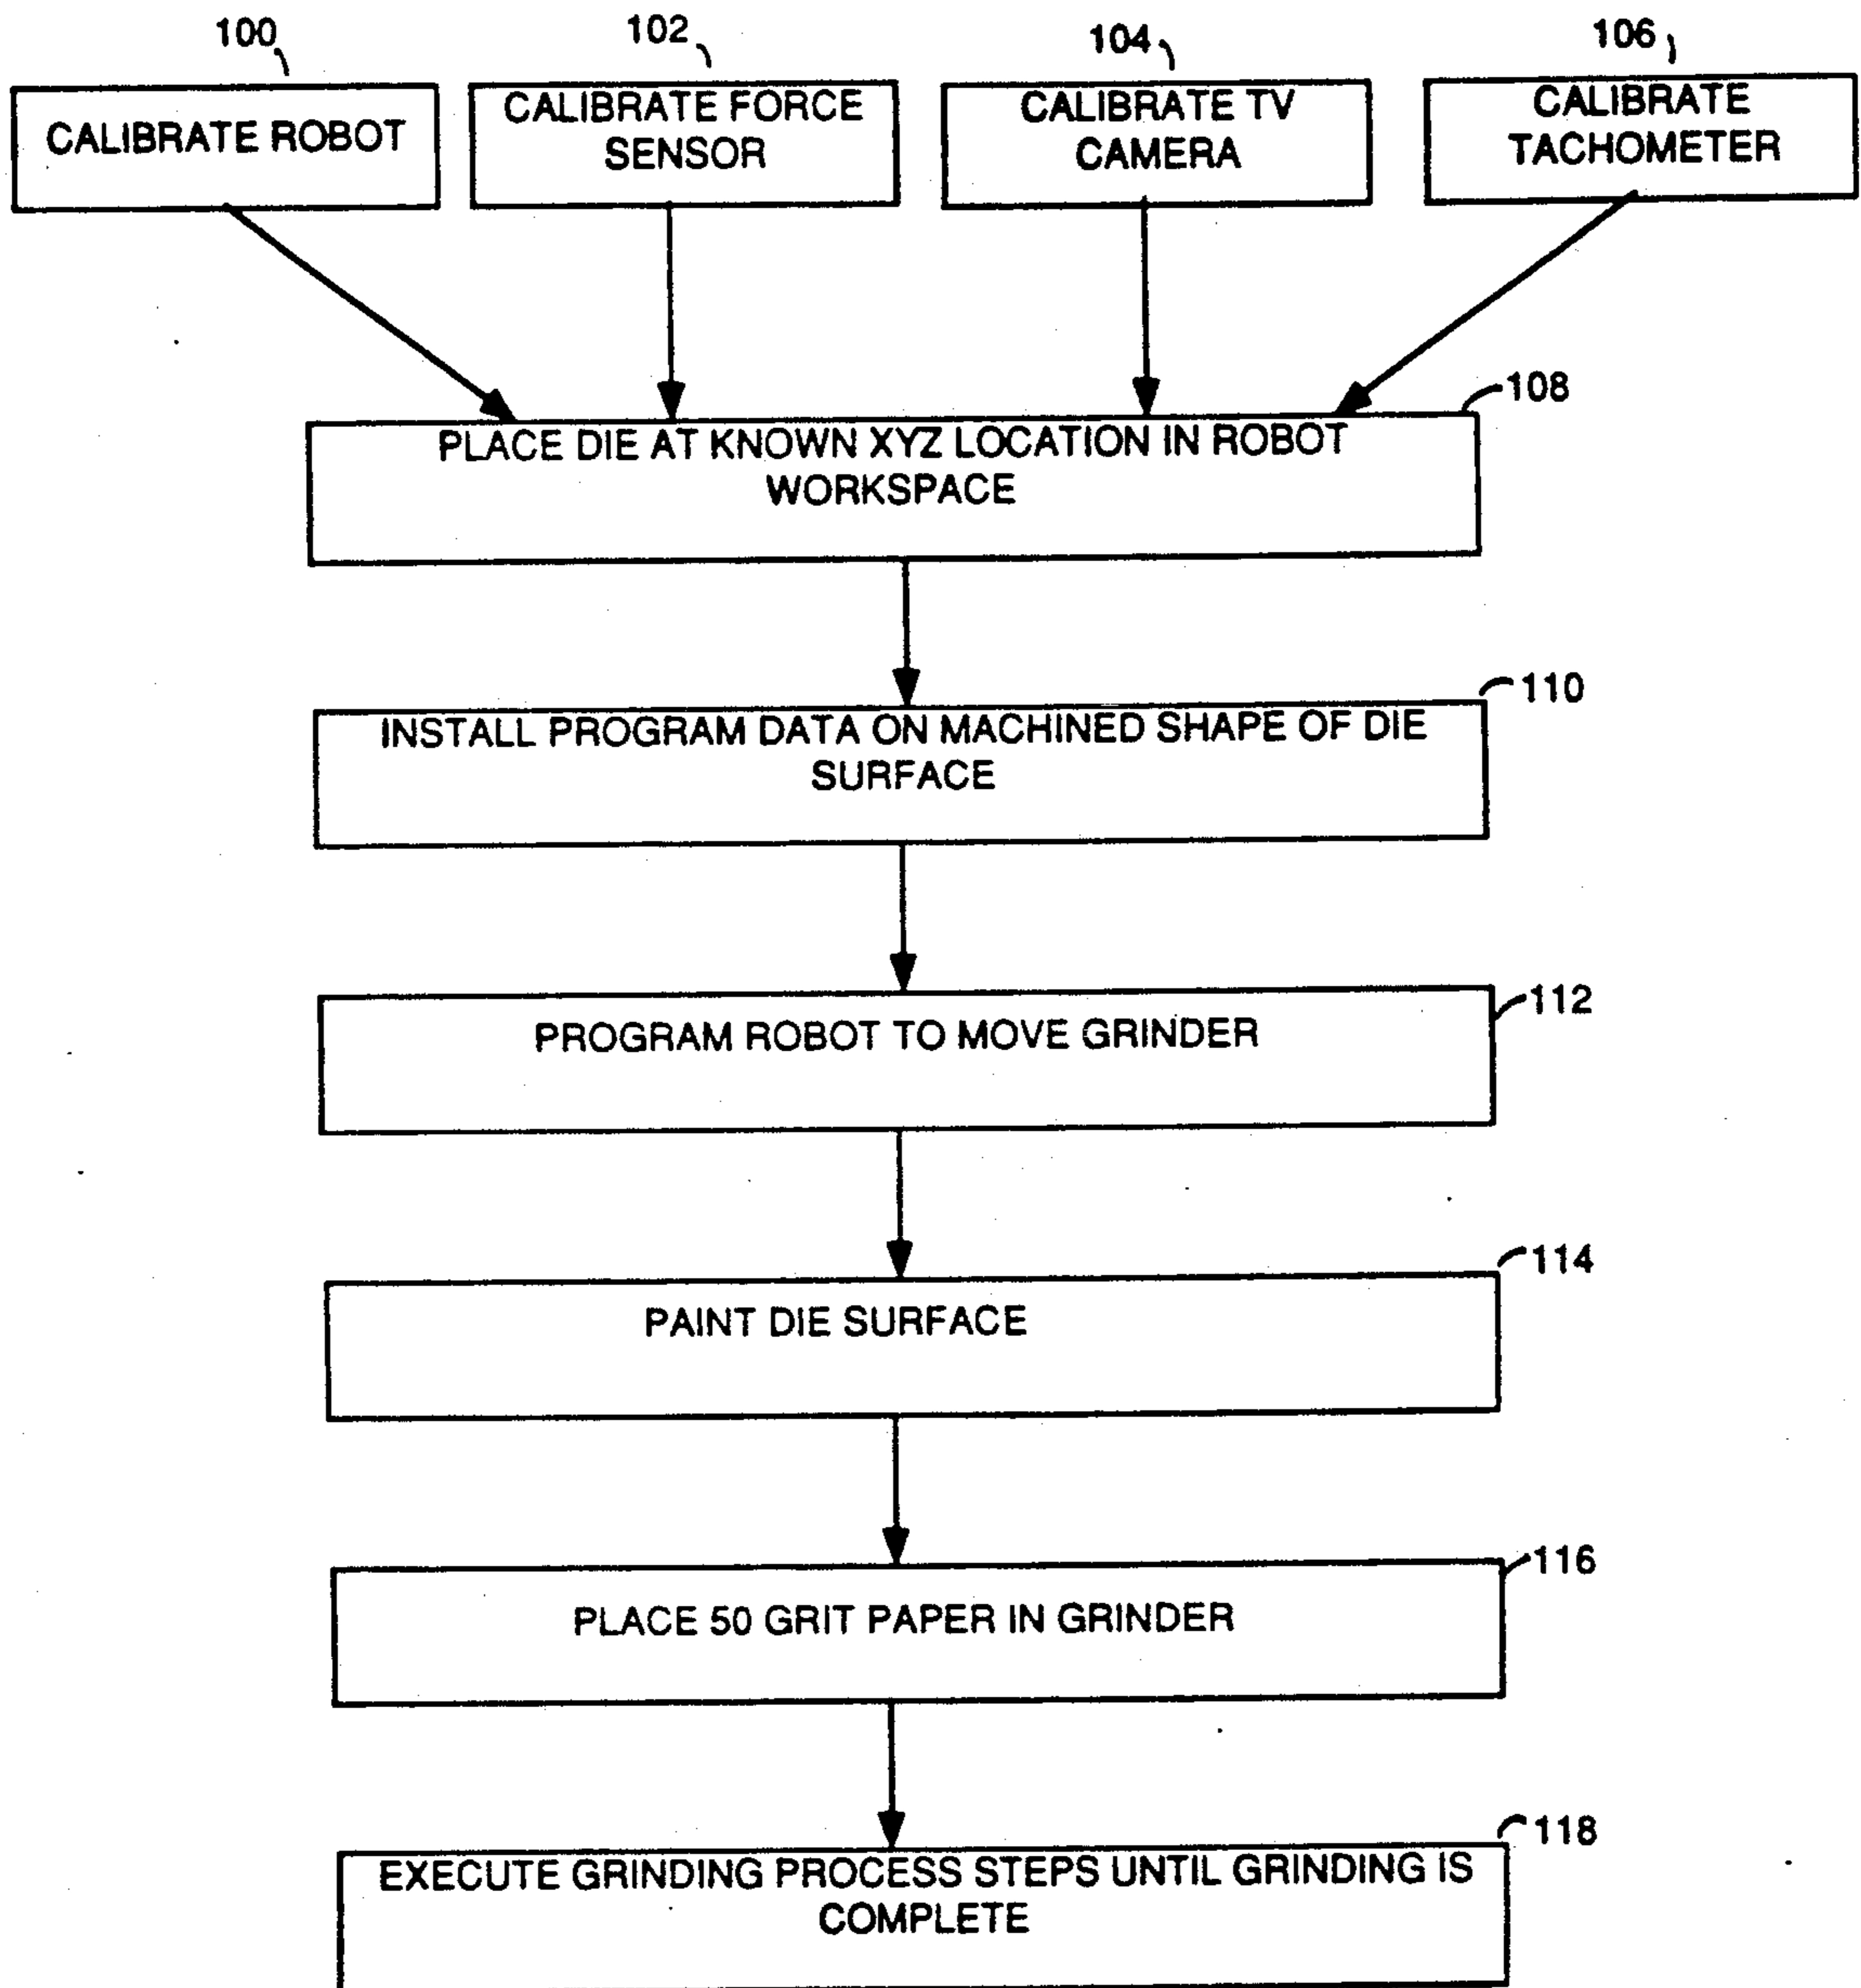 100
102
104
106
CALIBRATE ROBOT
CALIBRATE FORCE
SENSOR
CALIBRATE TV
CAMERA
CALIBRATE
TACHOMETER
108
PLACE DIE AT KNOWN XYZ LOCATION IN ROBOT
WORKSPACE
110
INSTALL PROGRAM DATA ON MACHINED SHAPE OF DIE
SURFACE
112
PROGRAM ROBOT TO MOVE GRINDER
114
PAINT DIE SURFACE
116
PLACE 50 GRIT PAPER IN GRINDER
118
EXECUTE GRINDING PROCESS STEPS UNTIL GRINDING IS
COMPLETE